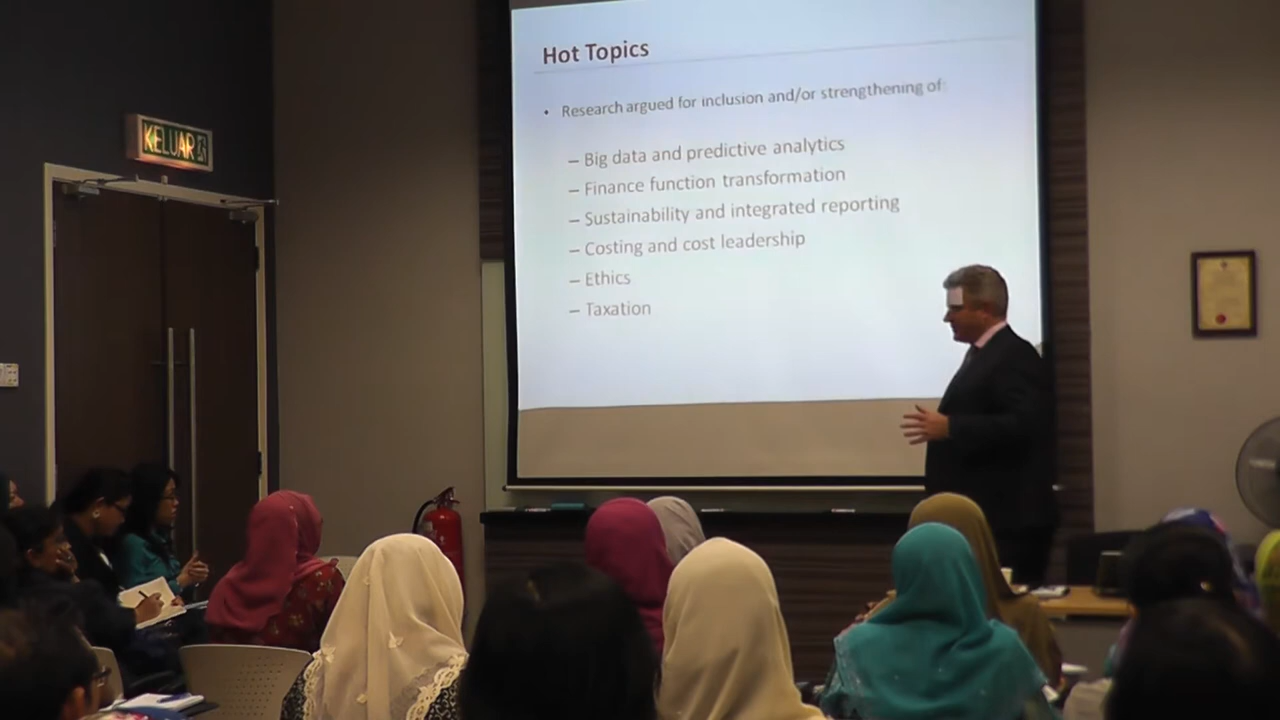 Hot Topics
• Research argued for inclusion and/or strengthening of:
– Big data and predictive analytics
– Finance function transformation
– Sustainability and integrated reporting
– Costing and cost leadership
– Ethics
– Taxation
KELUAR